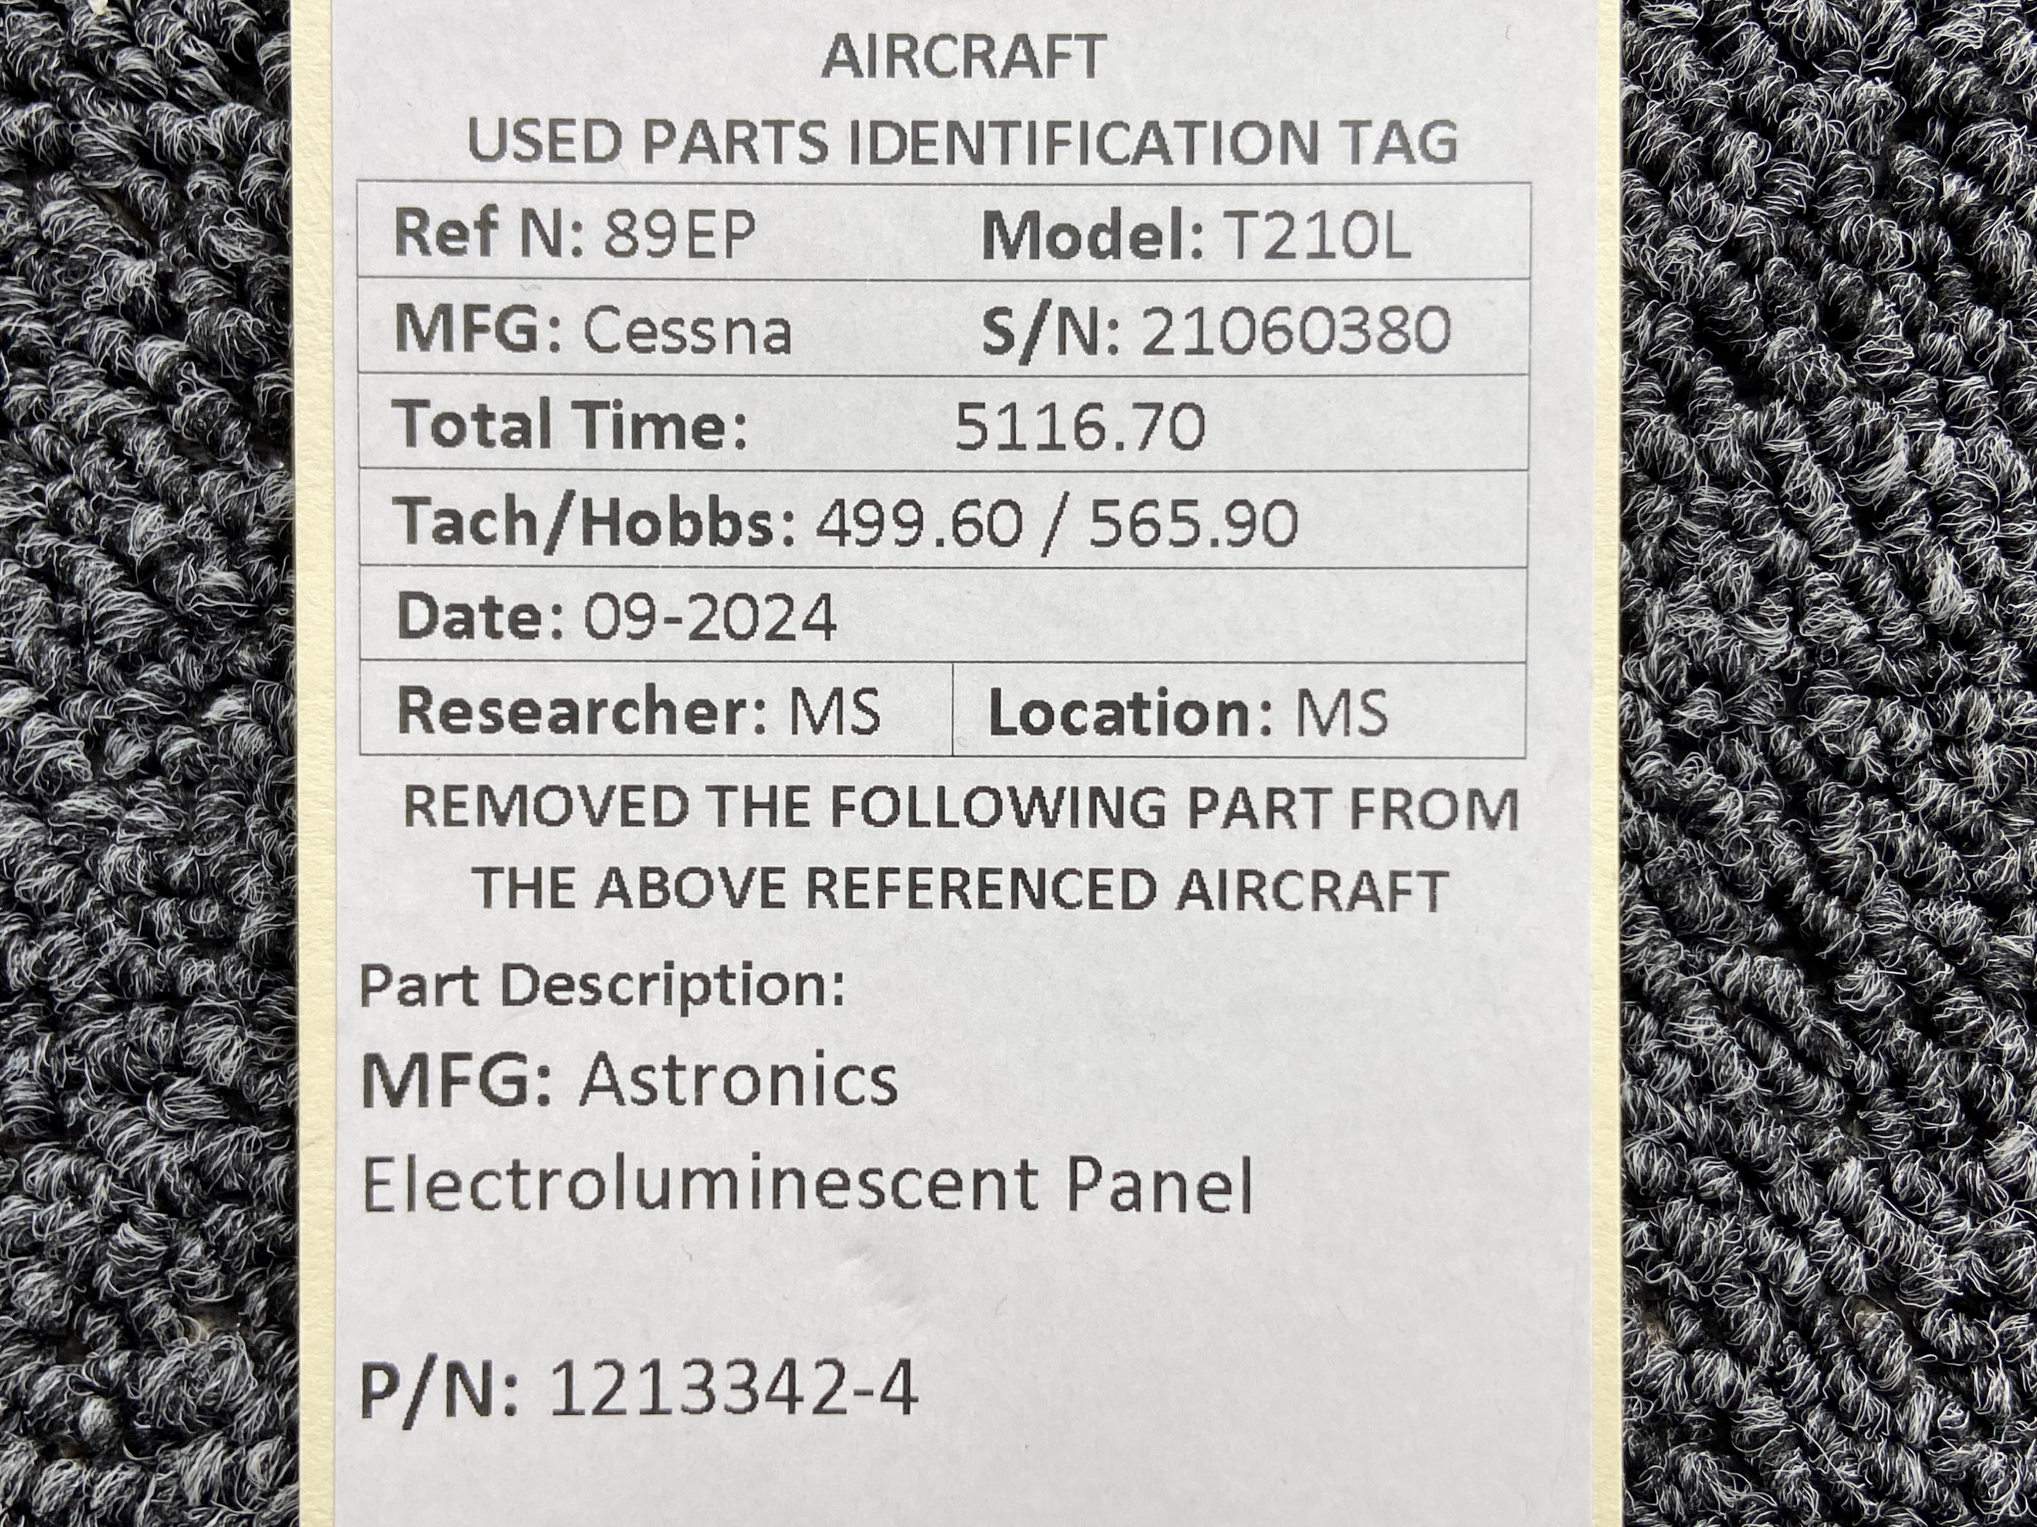 AIRCRAFT
USED PARTS IDENTIFICATION TAG
Ref N: 89EP Model: T210L
MFG: Cessna S/N: 21060380
Total Time: 5116.70
Tach/Hobbs: 499.60 / 565.90
Date: 09-2024
Researcher: MS Location: MS
REMOVED THE FOLLOWING PART FROM
THE ABOVE REFERENCED AIRCRAFT
Part Description:
MFG: Astronics
Electroluminescent Panel
P/N: 1213342-4